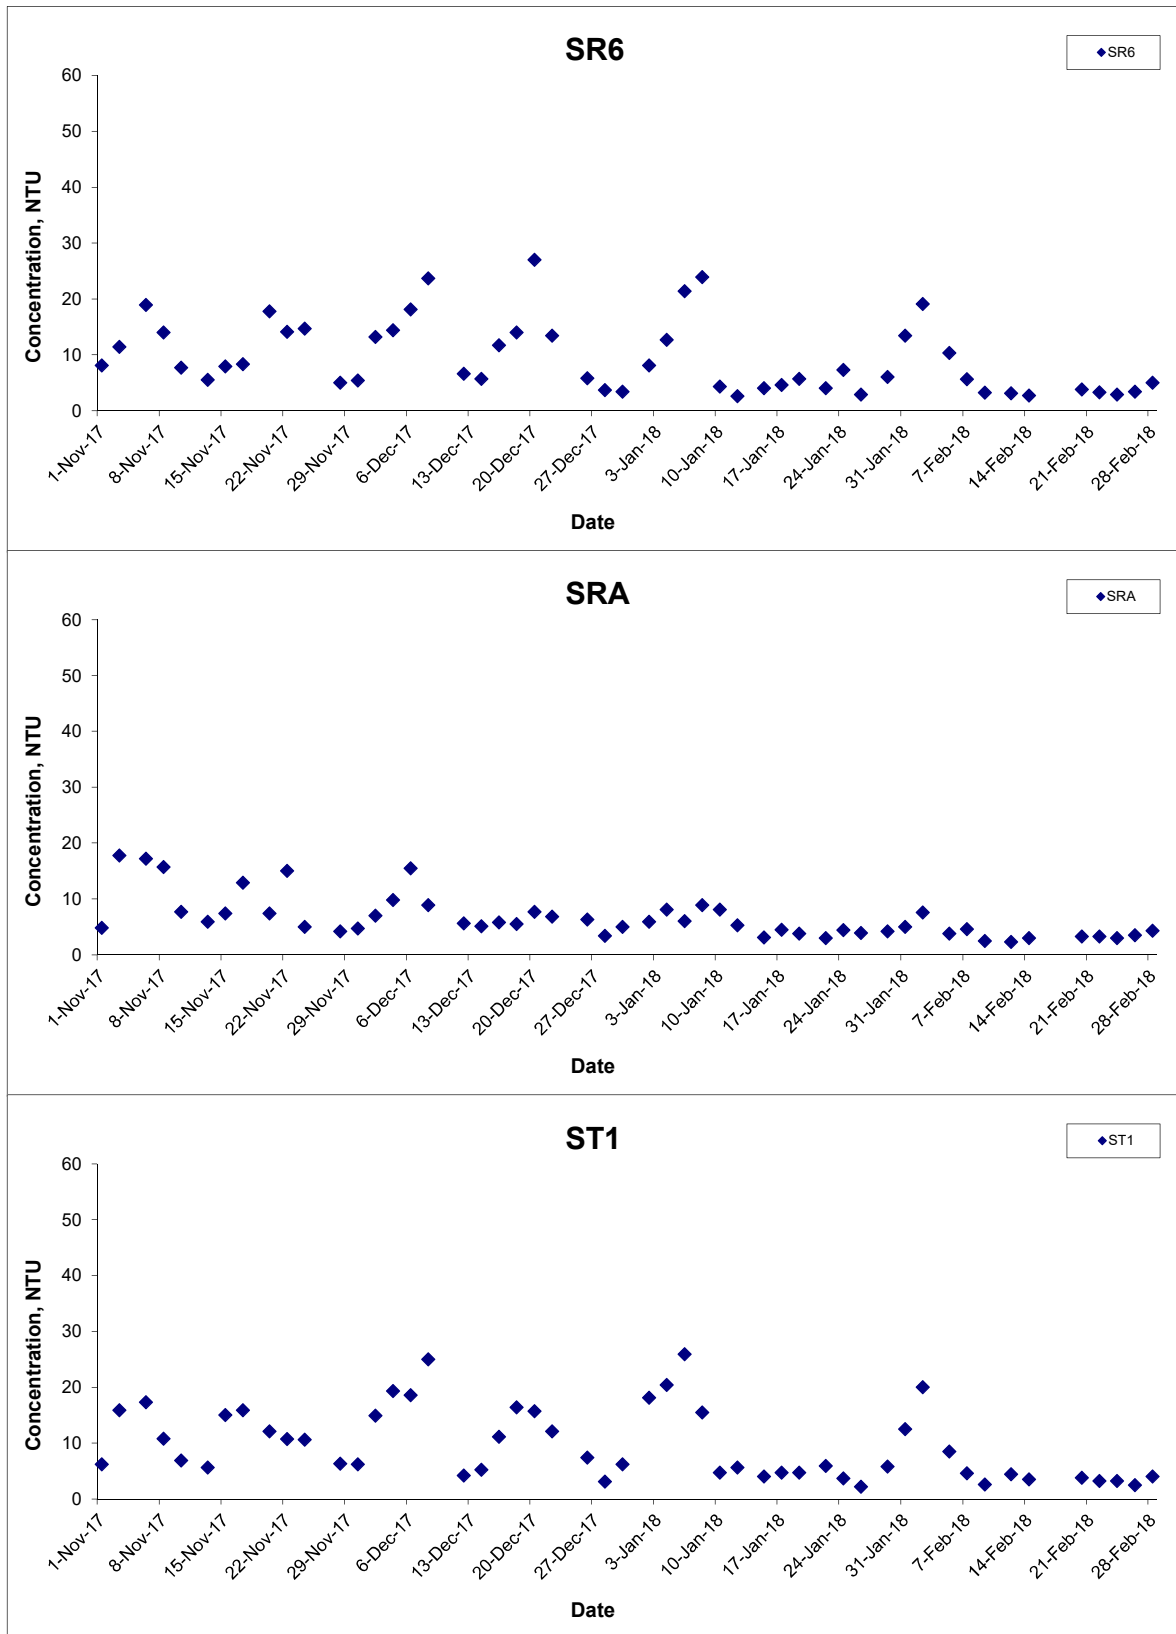 SR6
SR6
60
50
40
30
20
10
0
Concentration, NTU
1-Nov-17
8-Nov-17
15-Nov-17
22-Nov-17
29-Nov-17
6-Dec-17
13-Dec-17
20-Dec-17
27-Dec-17
3-Jan-18
10-Jan-18
17-Jan-18
24-Jan-18
31-Jan-18
7-Feb-18
14-Feb-18
21-Feb-18
28-Feb-18
Date
SRA
SRA
60
50
40
30
20
10
0
Concentration, NTU
1-Nov-17
8-Nov-17
15-Nov-17
22-Nov-17
29-Nov-17
6-Dec-17
13-Dec-17
20-Dec-17
27-Dec-17
3-Jan-18
10-Jan-18
17-Jan-18
24-Jan-18
31-Jan-18
7-Feb-18
14-Feb-18
21-Feb-18
28-Feb-18
Date
ST1
ST1
60
50
40
30
20
10
0
Concentration, NTU
1-Nov-17
8-Nov-17
15-Nov-17
22-Nov-17
29-Nov-17
6-Dec-17
13-Dec-17
20-Dec-17
27-Dec-17
3-Jan-18
10-Jan-18
17-Jan-18
24-Jan-18
31-Jan-18
7-Feb-18
14-Feb-18
21-Feb-18
28-Feb-18
Date